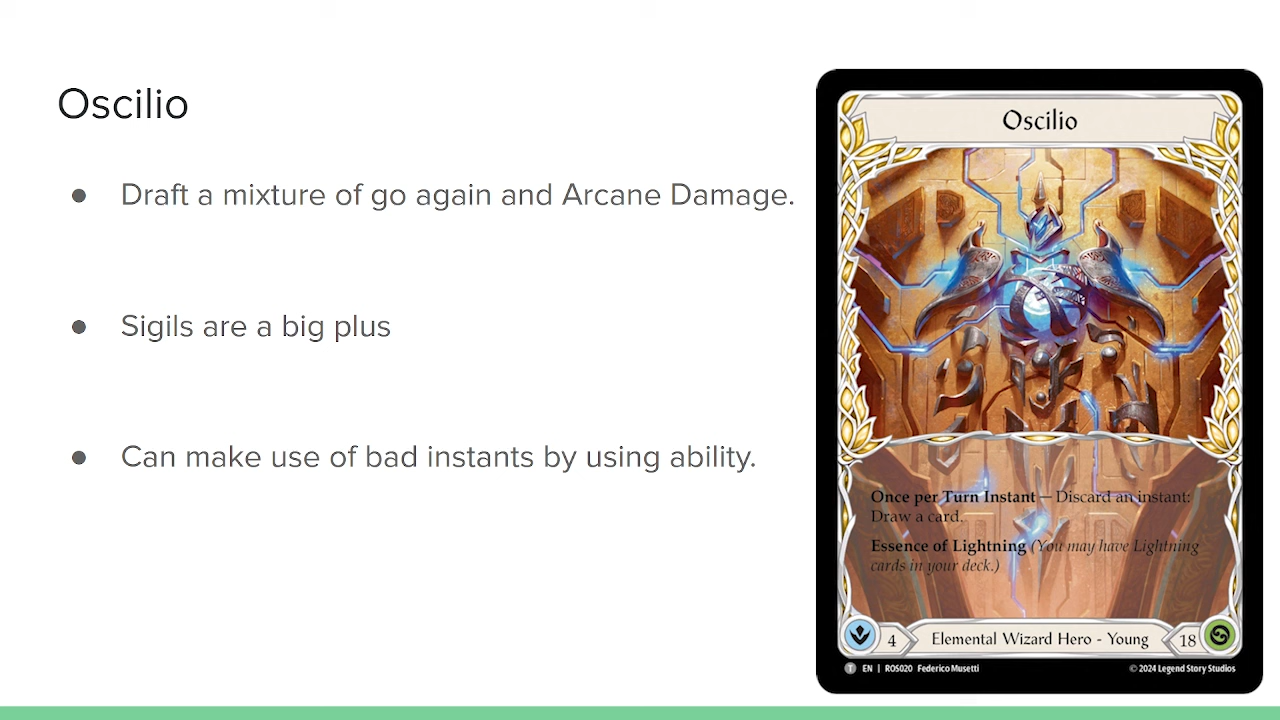 Oscilio
Draft a mixture of go again and Arcane Damage.
Sigils are a big plus
Can make use of bad instants by using ability.
Oscilio
Once per Turn Instant – Discard an instant:
Draw a card.
Essence of Lightning (You may have Lightning
cards in your deck.)
4
Elemental Wizard Hero - Young
18
T EN | ROS020 Federico Musetti
© 2024 Legend Story Studios